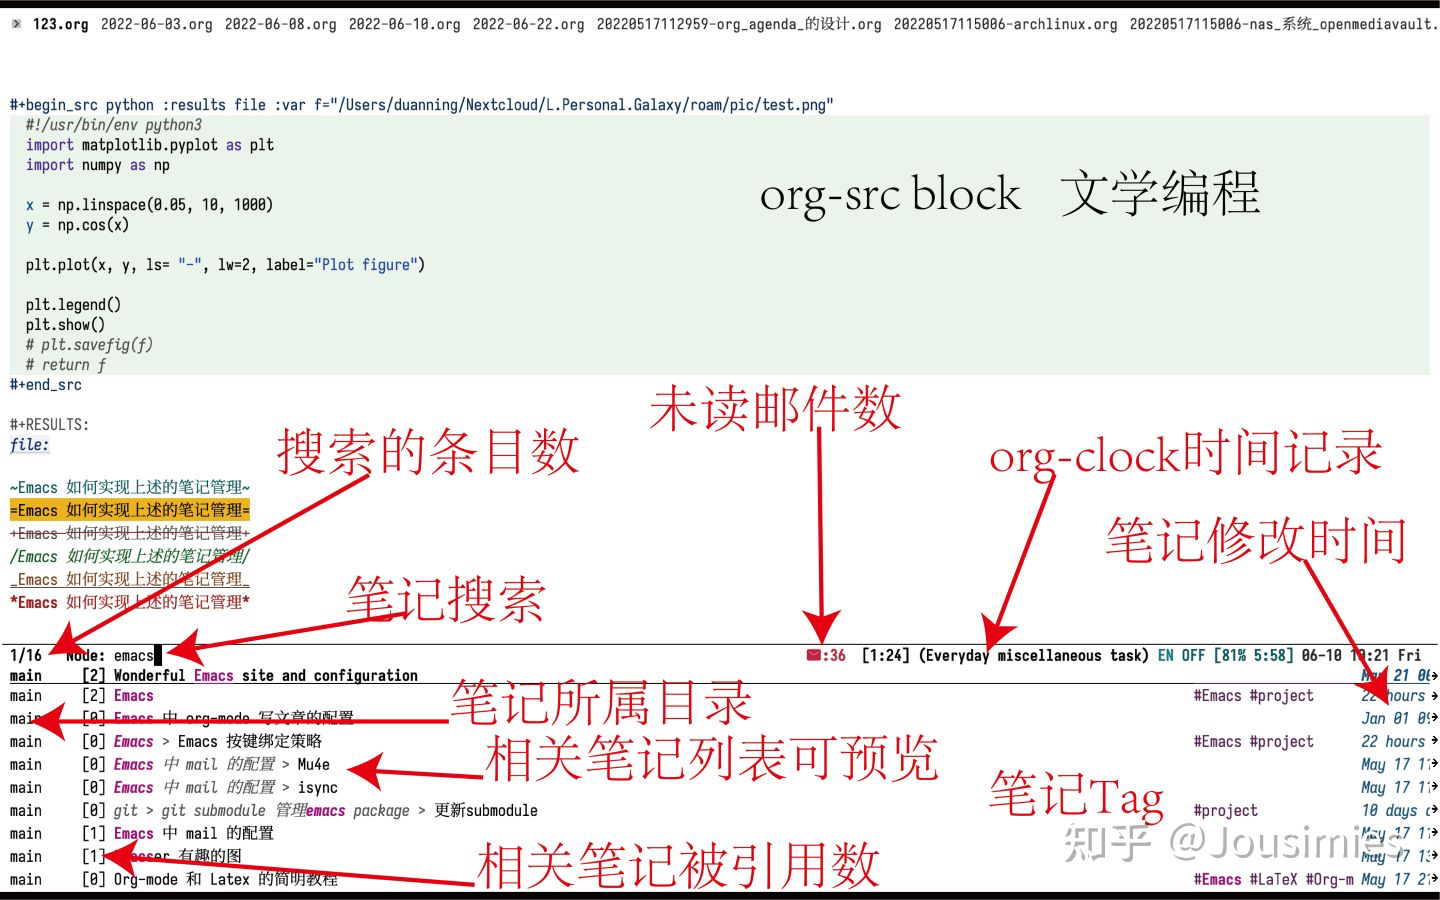 123.org 2022-06-03.org 2022-06-08.org 2022-06-10.org 2022-06-22.org 20220517112959-org_agenda_的设计.org 20220517115006-archlinux.org 20220517115006-nas_系统_openmediavault.
#+begin_src python :results file :var f="/Users/duanning/Nextcloud/L.Personal.Galaxy/roam/pic/test.png"
#!/usr/bin/env python3
import matplotlib.pyplot as plt
import numpy as np
org-src block 文学编程
x = np.linspace(0.05, 10, 1000)
y = np.cos(x)
plt.plot(x, y, ls= "-", lw=2, label="Plot figure")
plt.legend()
plt.show()
# plt.savefig(f)
# return f
#+end_src
未读邮件数
#+RESULTS:
file:
搜索的条目数
org-clock时间记录
~Emacs 如何实现上述的笔记管理~
=Emacs 如何实现上述的笔记管理=
+Emacs 如何实现上述的笔记管理+
笔记修改时间
/Emacs 如何实现上述的笔记管理/
_Emacs 如何实现上述的笔记管理_
*Emacs 如何实现上述的笔记管理*
笔记搜索
1/16 Node: emacs :36 [1:24] (Everyday miscellaneous task) EN OFF [81% 5:58] 06-10 10:21 Fri
main [2] Wonderful Emacs site and configuration May 21
main [2] Emacs #Emacs #project 22 hours
笔记所属目录
main [0] Emacs 中 org-mode 写文章的配置 Jan 01
main [0] Emacs > Emacs 按键绑定策略 #Emacs #project 22 hours
相关笔记列表可预览
main [0] Emacs 中 mail 的配置 > Mu4e May 17
main [0] Emacs 中 mail 的配置 > isync May 17
笔记Tag
main [0] git > git submodule 管理emacs package > 更新submodule #project 10 days
main [1] Emacs 中 mail 的配置 May 17
知乎 @Jousimies
main [1] 有趣的图 May 17
相关笔记被引用数
main [0] Org-mode 和 Latex 的简明教程 #Emacs #LaTeX #Org-m May 17